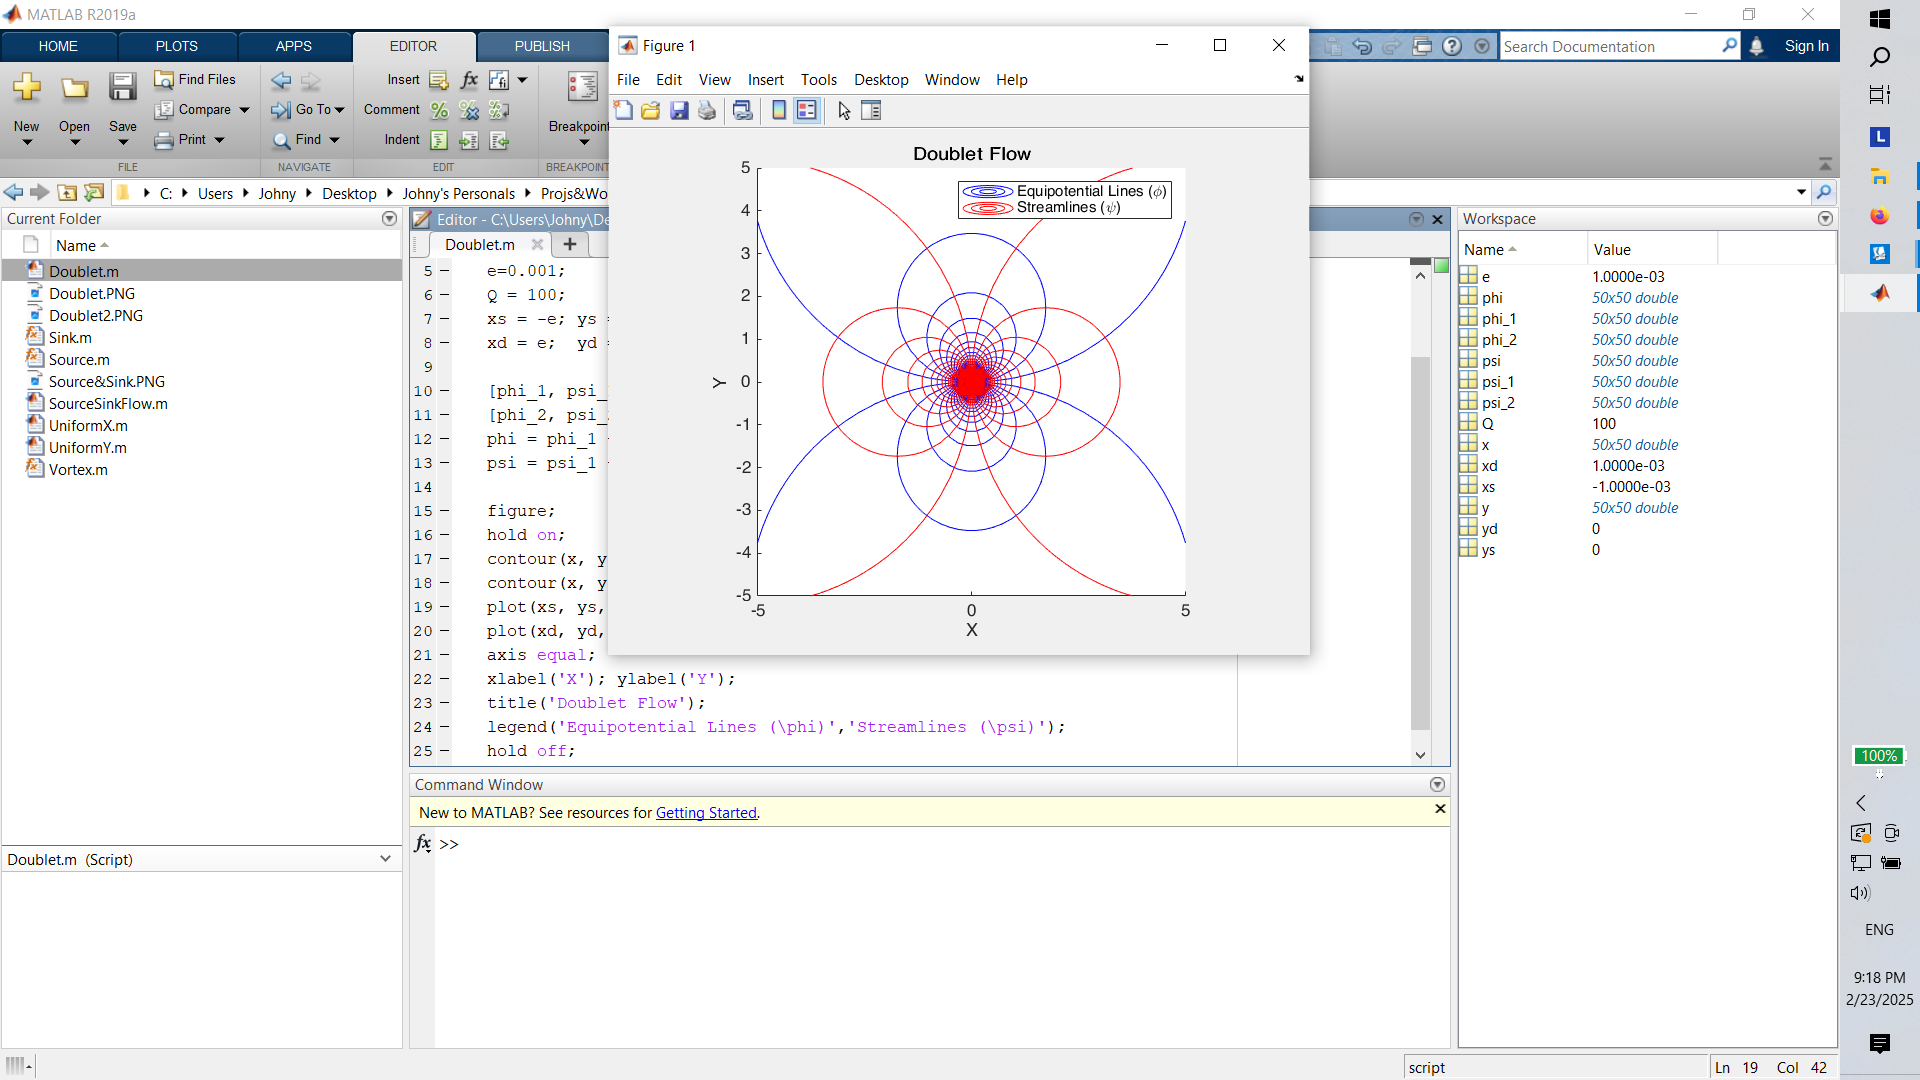 MATLAB R2019a
HOME
PLOTS
APPS
EDITOR
PUBLISH
Search Documentation
Sign In
New
Open
Save
Find Files
Compare
Print
FILE
Go To
Find
NAVIGATE
Insert
fx
fi
Comment
Indent
EDIT
Breakpoint
BREAKPOINT
C:
Users
Johny
Desktop
Johny's Personals
Projs&Wo
Current Folder
Name
Doublet.m
Doublet.PNG
Doublet2.PNG
Sink.m
Source.m
Source&Sink.PNG
SourceSinkFlow.m
UniformX.m
UniformY.m
Vortex.m
Doublet.m (Script)
Editor - C:\Users\Johny\De
Doublet.m
5 – e=0.001;
6 – Q = 100;
7 – xs = -e; ys =
8 – xd = e;  yd =
9
10 – [phi_1, psi_
11 – [phi_2, psi_
12 – phi = phi_1
13 – psi = psi_1
14
15 – figure;
16 – hold on;
17 – contour(x, y
18 – contour(x, y
19 – plot(xs, ys,
20 – plot(xd, yd,
21 – axis equal;
22 – xlabel('X'); ylabel('Y');
23 – title('Doublet Flow');
24 – legend('Equipotential Lines (\phi)','Streamlines (\psi)');
25 – hold off;
Figure 1
File Edit View Insert Tools Desktop Window Help
Doublet Flow
Equipotential Lines (ϕ)
Streamlines (ψ)
5
4
3
2
1
0
-1
-2
-3
-4
-5
Y
-5 0 5
X
Command Window
New to MATLAB? See resources for Getting Started.
fx >>
Workspace
Name Value
e 1.0000e-03
phi 50x50 double
phi_1 50x50 double
phi_2 50x50 double
psi 50x50 double
psi_1 50x50 double
psi_2 50x50 double
Q 100
x 50x50 double
xd 1.0000e-03
xs -1.0000e-03
y 50x50 double
yd 0
ys 0
script
Ln 19 Col 42
L
100%
ENG
9:18 PM
2/23/2025